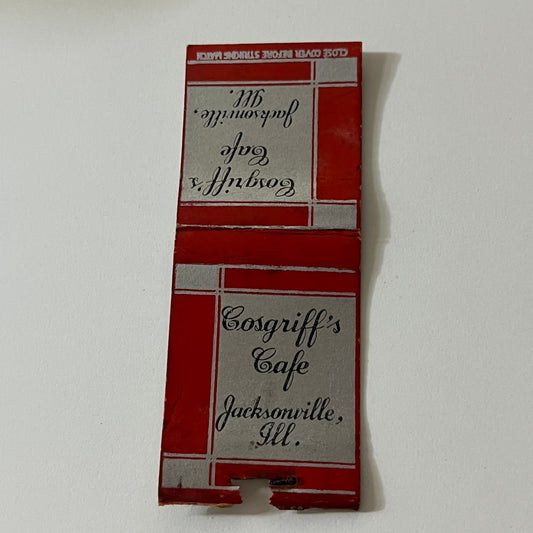 CLOSE COVER BEFORE STRIKING MATCH
Cosgriff's
Cafe
Jacksonville,
Ill.
Cosgriff's
Cafe
Jacksonville,
Ill.